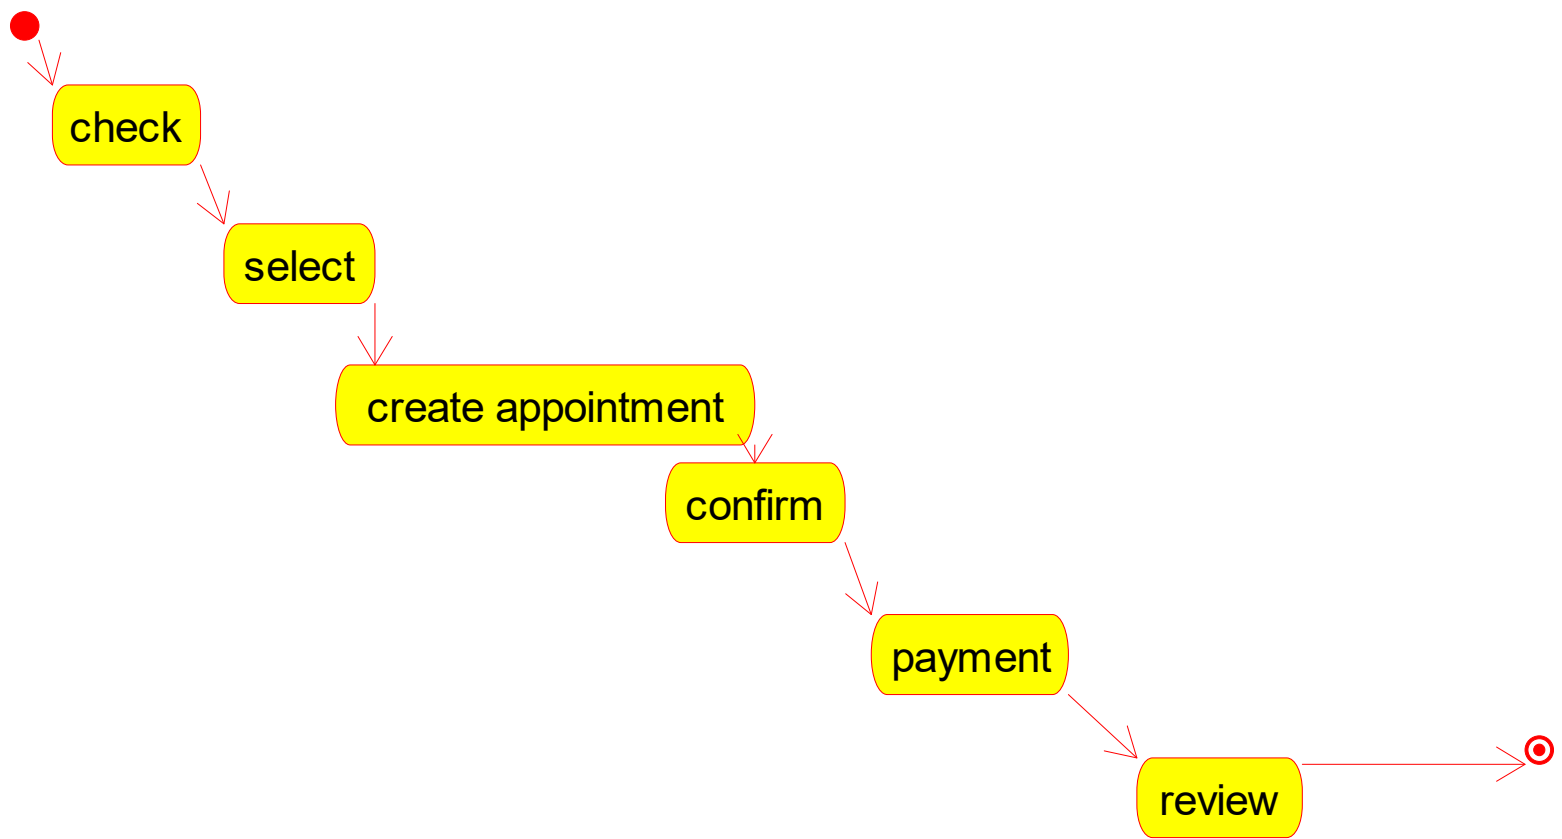 check
select
create appointment
confirm
payment
review